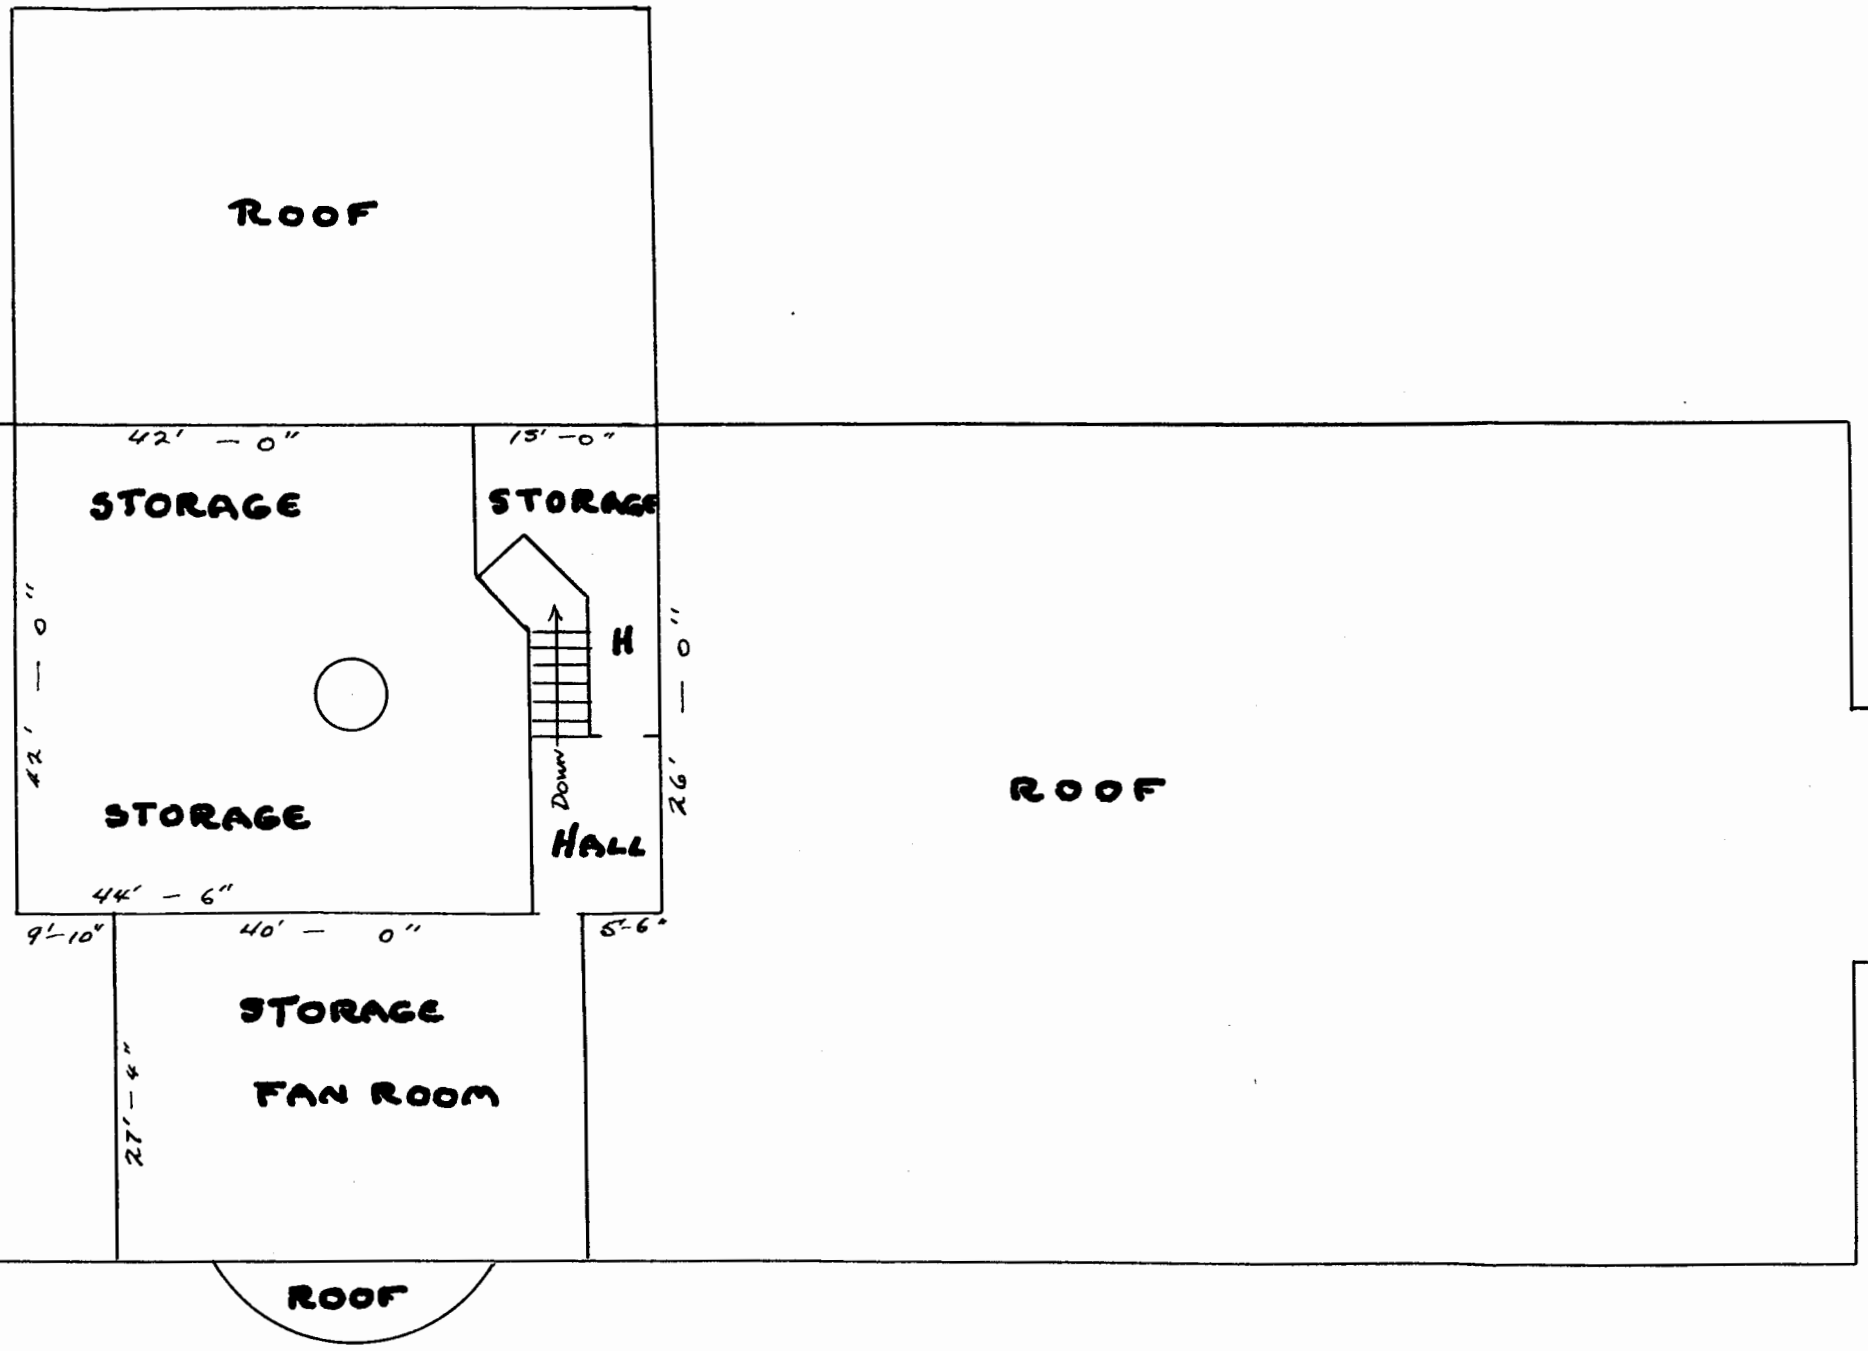 ROOF
42' - 0"
15' - 0"
STORAGE
STORAGE
42' - 0"
H
26' - 0"
Down
ROOF
STORAGE
HALL
44' - 6"
9'-10"
40' - 0"
5'-6"
STORAGE
FAN ROOM
27'-4"
ROOF